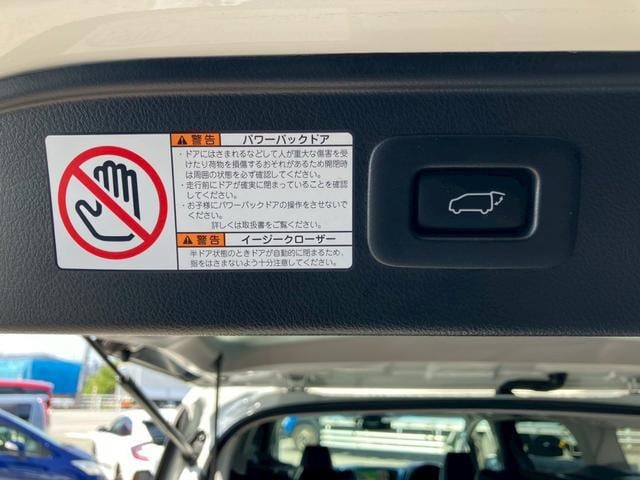 警告 パワーバックドア
・ドアにはさまれるなどして人が重大な傷害を受
けたり荷物を損傷するおそれがあるため開閉時
は周囲の状態を必ず確認してください。
・走行前にドアが確実に閉まっていることを確認
してください。
・お子様にパワーバックドアの操作をさせないで
ください。
詳しくは取扱書をご覧ください。
警告 イージークローザー
半ドア状態のときドアが自動的に閉まるため、
指をはさまないよう十分注意してください。